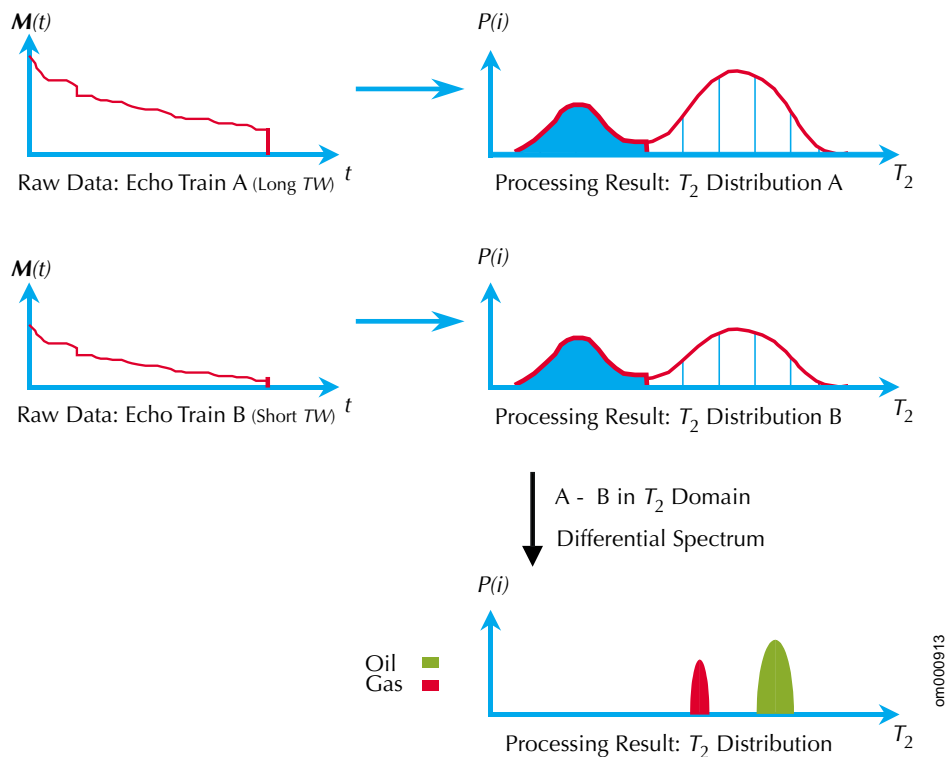 M(t)
P(i)
t
T2
Raw Data: Echo Train A (Long TW)
Processing Result: T2 Distribution A
M(t)
P(i)
t
T2
Raw Data: Echo Train B (Short TW)
Processing Result: T2 Distribution B
A - B in T2 Domain
Differential Spectrum
P(i)
Oil
Gas
T2
Processing Result: T2 Distribution
om000913